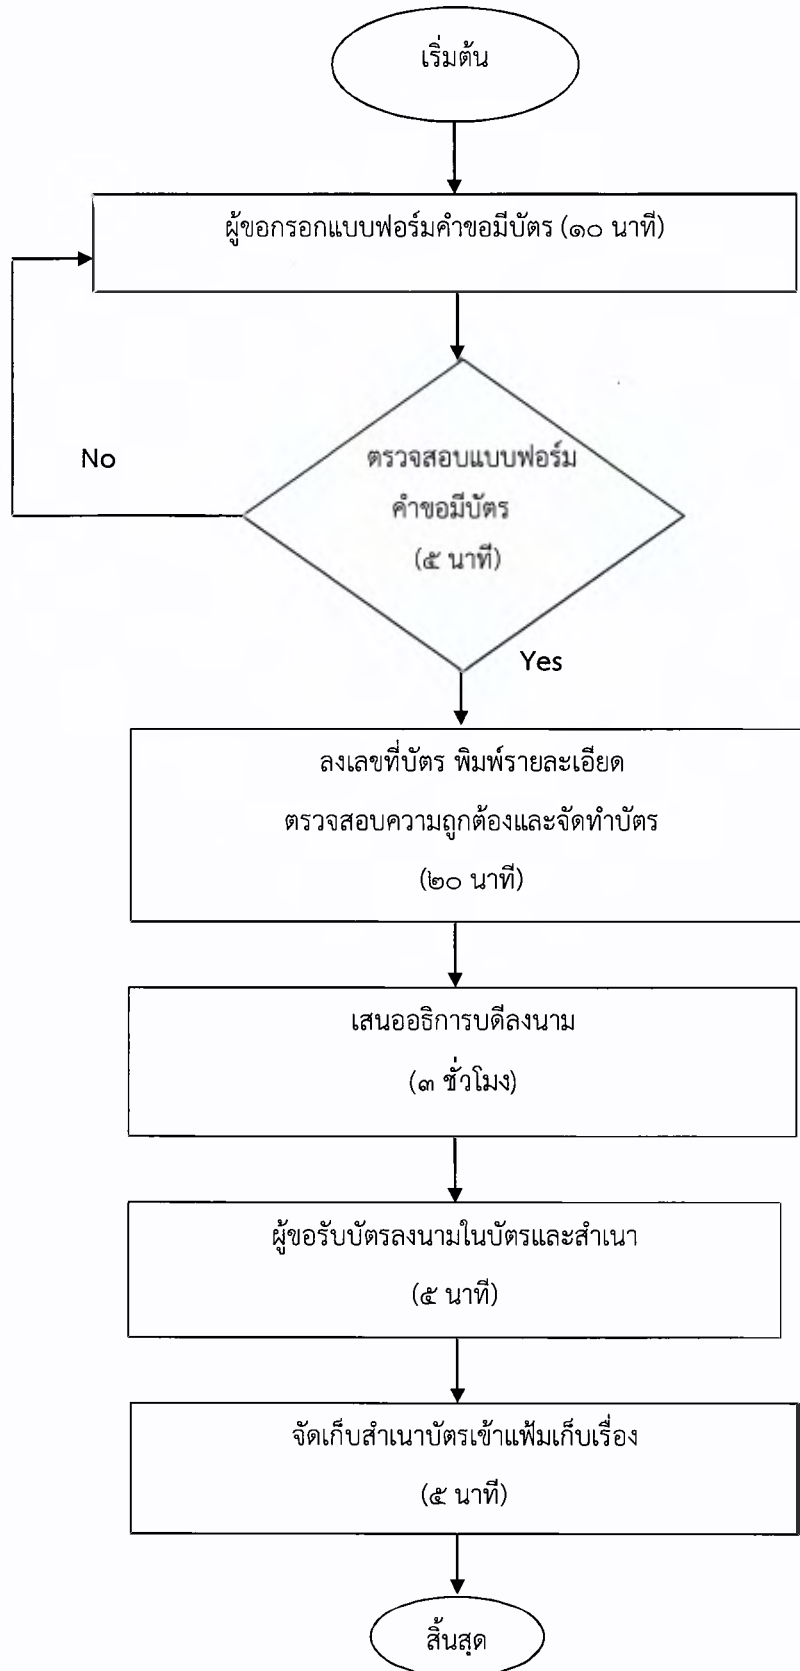 เริ่มต้น
ผู้ขอกรอกแบบฟอร์มคำขอมีบัตร (๑๐ นาที)
No
ตรวจสอบแบบฟอร์ม
คำขอมีบัตร
(๕ นาที)
Yes
ลงเลขที่บัตร พิมพ์รายละเอียด
ตรวจสอบความถูกต้องและจัดทำบัตร
(๒๐ นาที)
เสนออธิการบดีลงนาม
(๓ ชั่วโมง)
ผู้ขอรับบัตรลงนามในบัตรและสำเนา
(๕ นาที)
จัดเก็บสำเนาบัตรเข้าแฟ้มเก็บเรื่อง
(๕ นาที)
สิ้นสุด